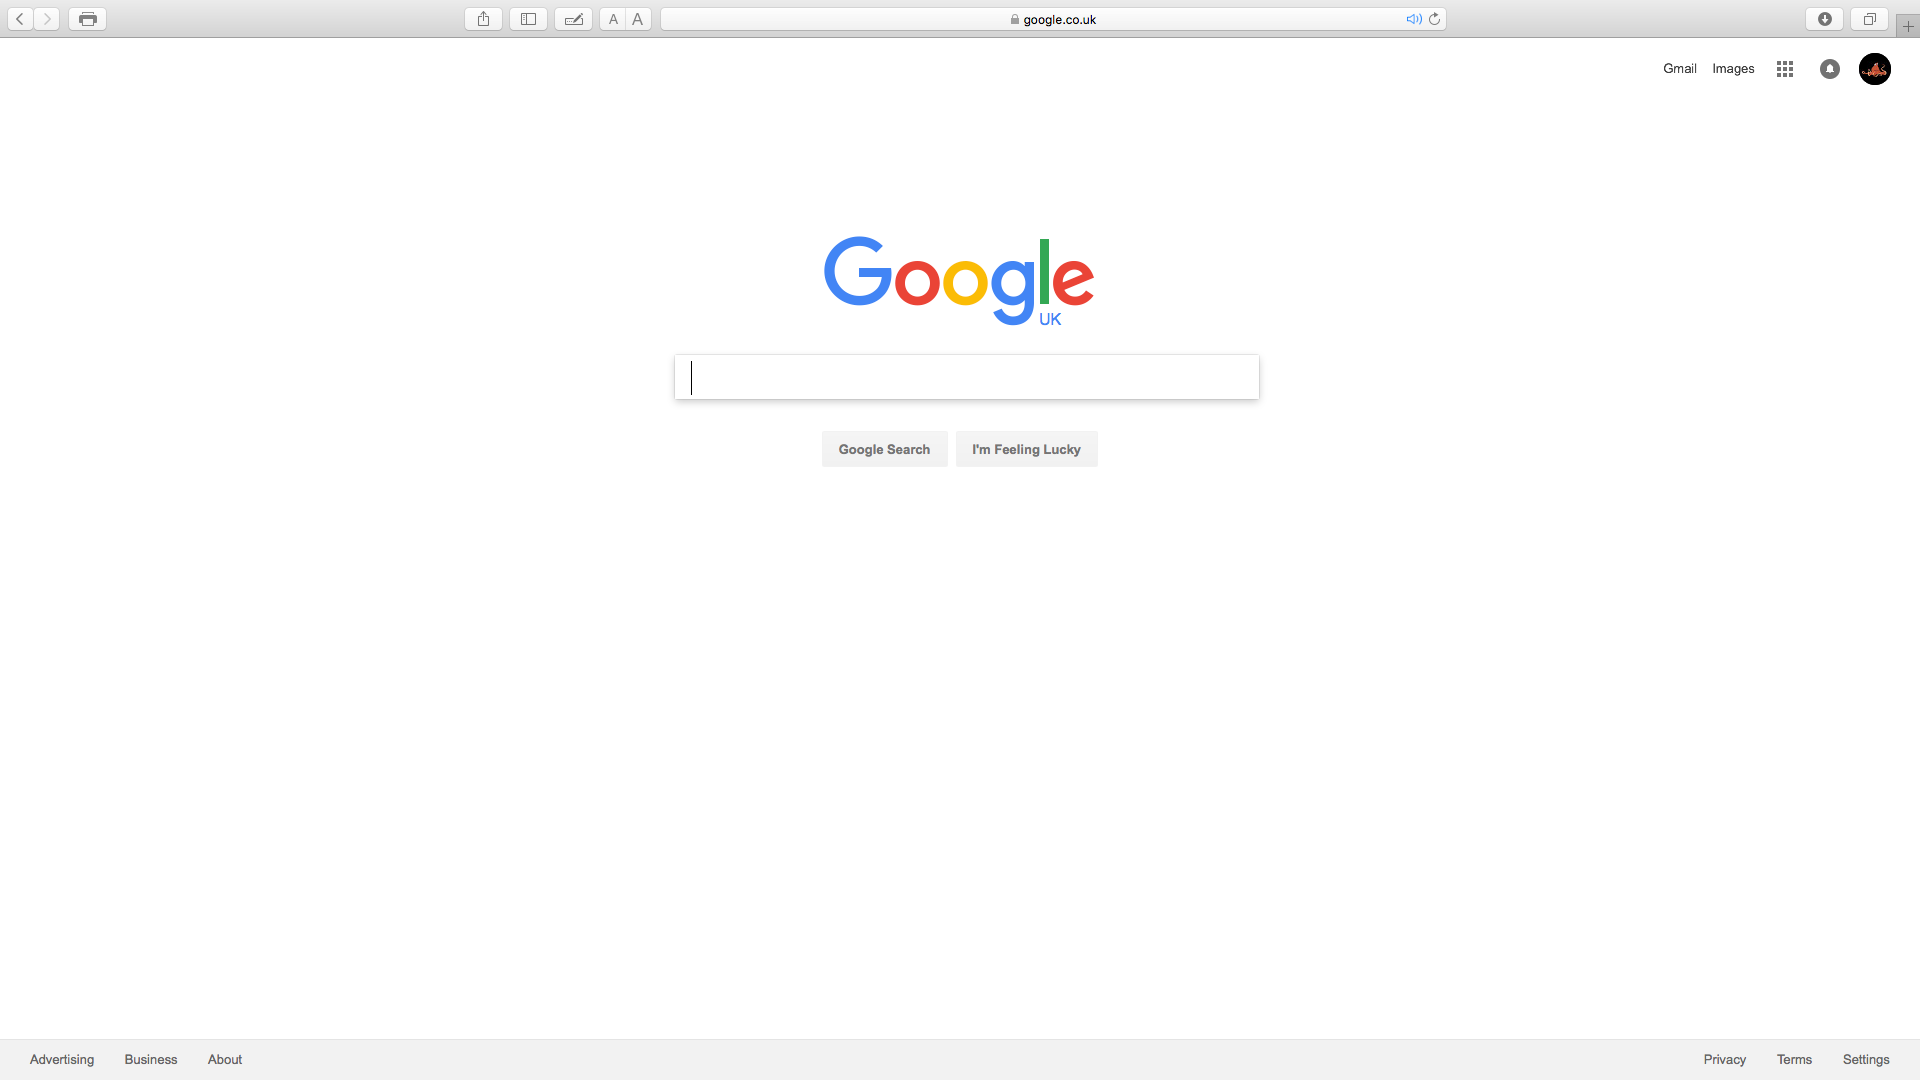 A A google.co.uk
Gmail Images
Google
UK
Google Search I'm Feeling Lucky
Advertising Business About Privacy Terms Settings